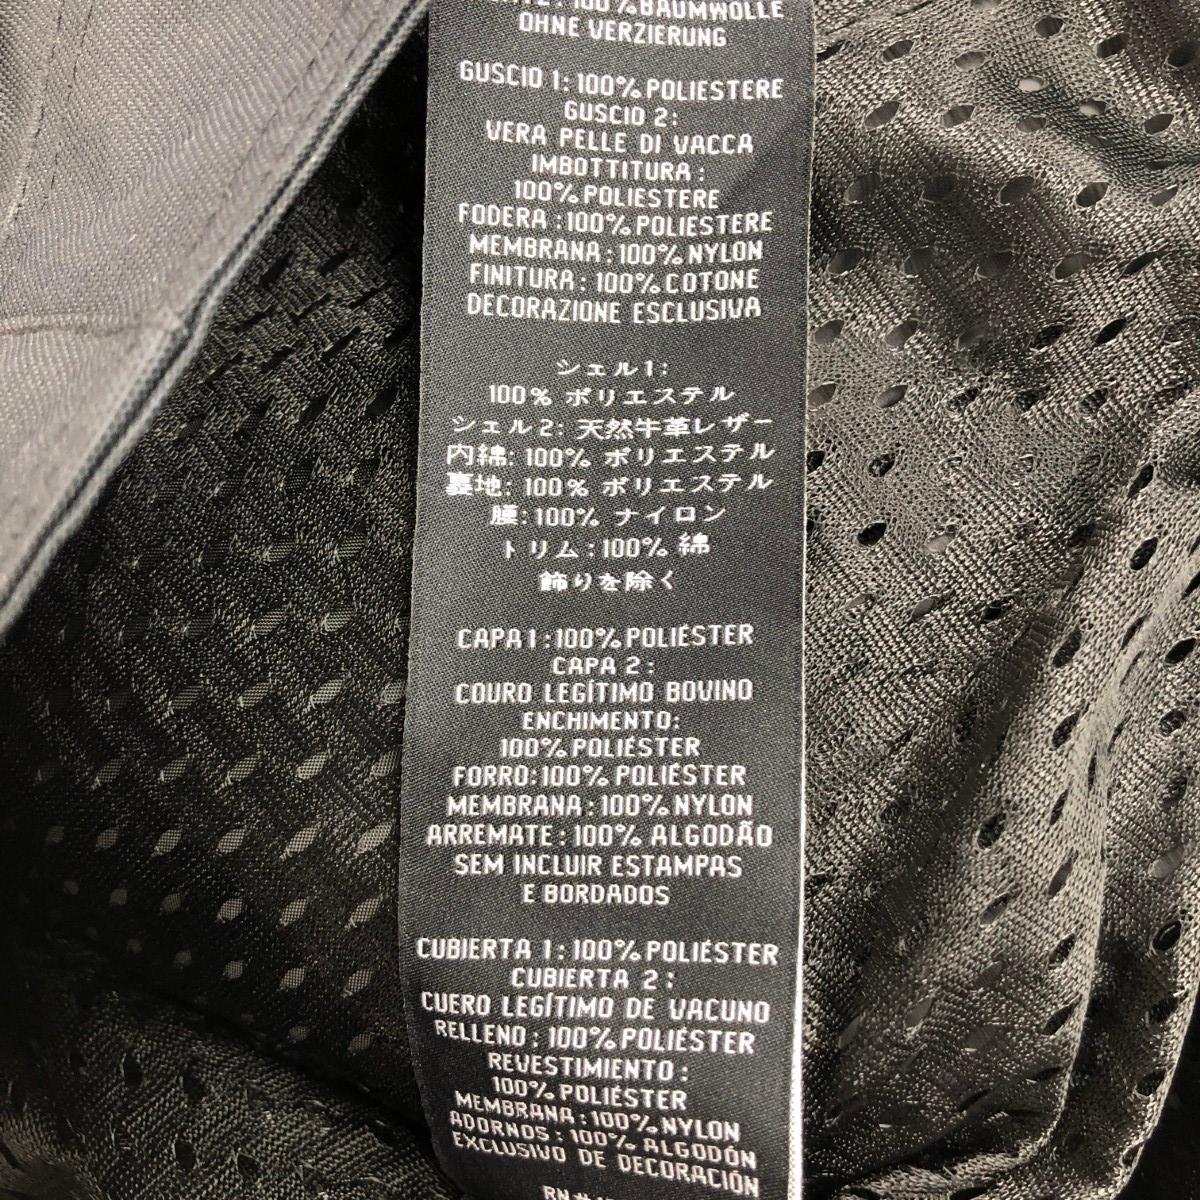 100%BAUMWOLLE
OHNE VERZIERUNG
GUSCIO 1: 100% POLIESTERE
GUSCIO 2:
VERA PELLE DI VACCA
IMBOTTITURA:
100% POLIESTERE
FODERA:100% POLIESTERE
MEMBRANA:100% NYLON
FINITURA:100% COTONE
DECORAZIONE ESCLUSIVA
シェル1:
100% ポリエステル
シェル2: 天然牛革レザー
内綿: 100% ポリエステル
裏地: 100% ポリエステル
腰:100% ナイロン
トリム:100% 綿
飾りを除く
CAPA 1:100% POLIÉSTER
CAPA 2:
COURO LEGÍTIMO BOVINO
ENCHIMENTO:
100% POLIÉSTER
FORRO:100% POLIÉSTER
MEMBRANA:100% NYLON
ARREMATE:100% ALGODÃO
SEM INCLUIR ESTAMPAS
E BORDADOS
CUBIERTA 1: 100% POLIÉSTER
CUBIERTA 2:
CUERO LEGÍTIMO DE VACUNO
RELLENO: 100% POLIÉSTER
REVESTIMIENTO:
100% POLIÉSTER
MEMBRANA: 100% NYLON
ADORNOS: 100% ALGODÓN
EXCLUSIVO DE DECORACIÓN